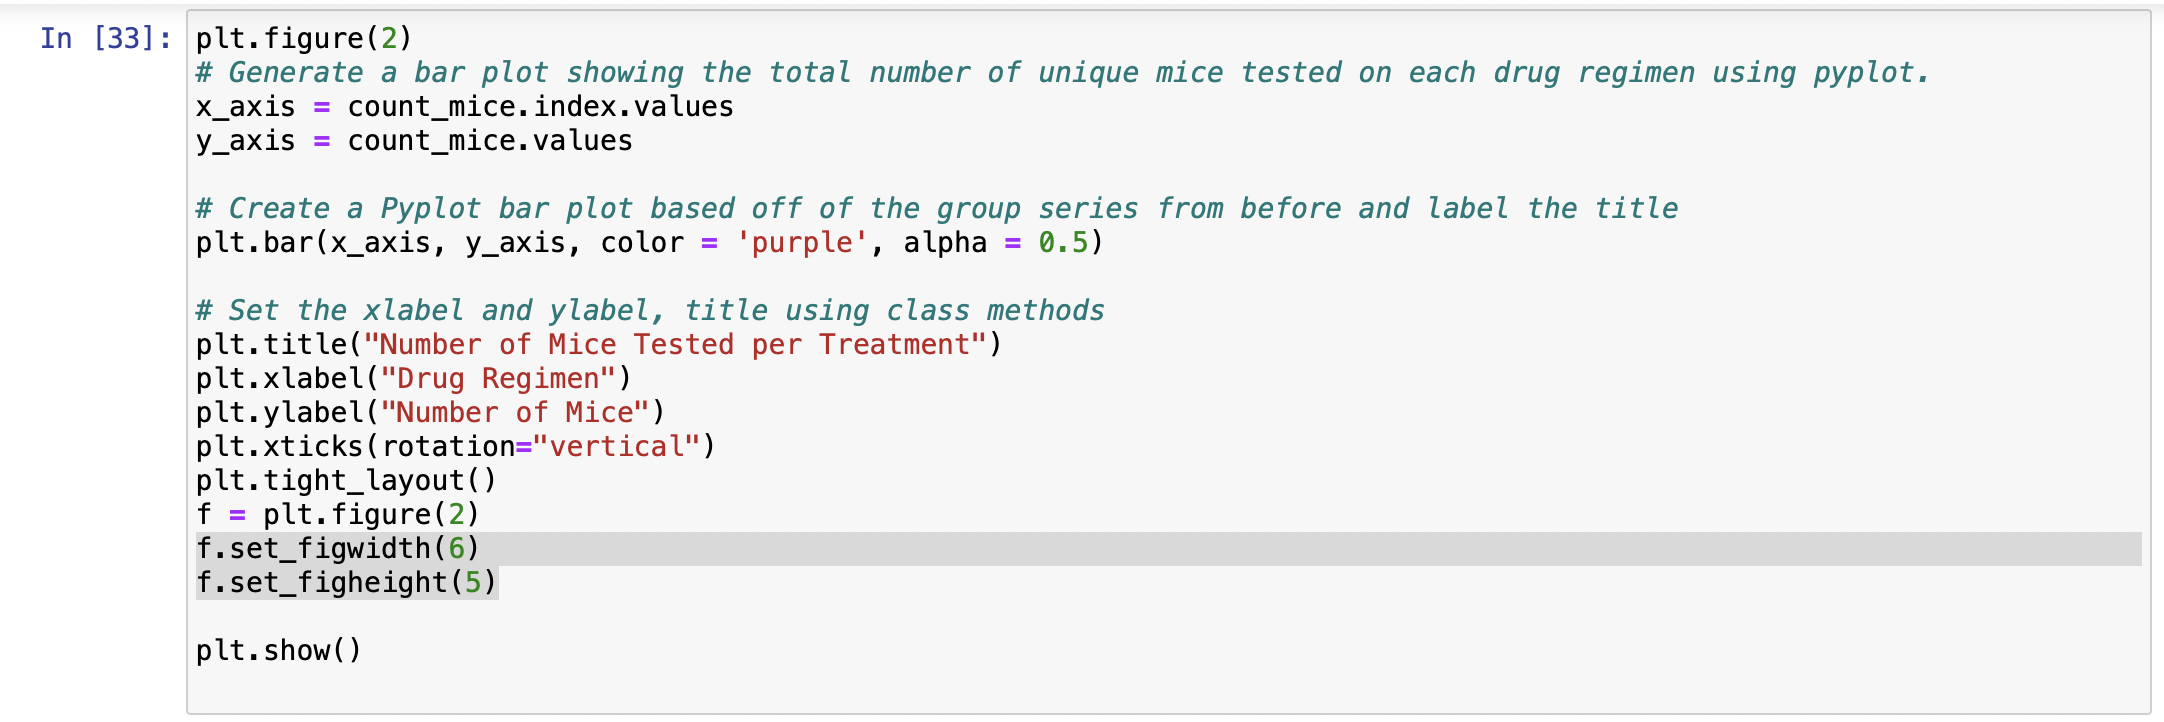 In [33]: plt.figure(2)
# Generate a bar plot showing the total number of unique mice tested on each drug regimen using pyplot.
x_axis = count_mice.index.values
y_axis = count_mice.values
# Create a Pyplot bar plot based off of the group series from before and label the title
plt.bar(x_axis, y_axis, color = 'purple', alpha = 0.5)
# Set the xlabel and ylabel, title using class methods
plt.title("Number of Mice Tested per Treatment")
plt.xlabel("Drug Regimen")
plt.ylabel("Number of Mice")
plt.xticks(rotation="vertical")
plt.tight_layout()
f = plt.figure(2)
f.set_figwidth(6)
f.set_figheight(5)
plt.show()